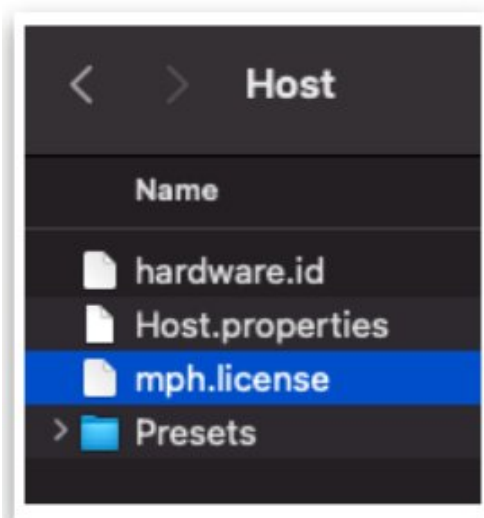 Host
Name
hardware.id
Host.properties
mph.license
Presets